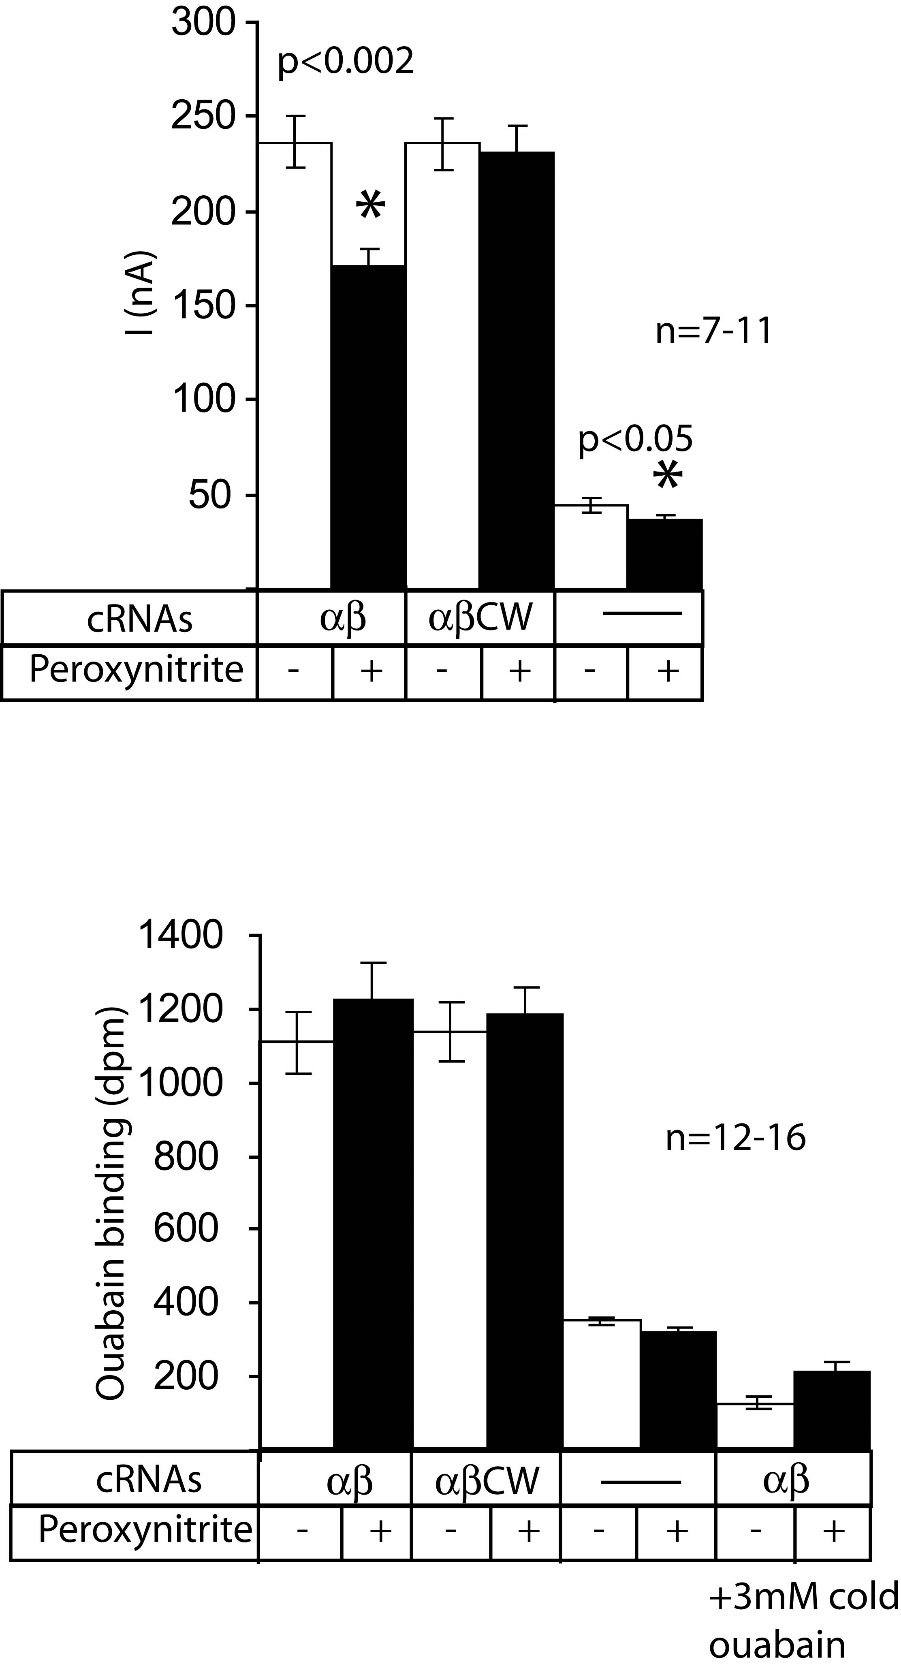 300
p<0.002
250
*
200
I (nA)
150
n=7-11
100
p<0.05
*
50
cRNAs αβ αβCW —
Peroxynitrite - + - + - +
1400
1200
1000
Ouabain binding (dpm)
n=12-16
800
600
400
200
cRNAs αβ αβCW — αβ
Peroxynitrite - + - + - + - +
+3mM cold
ouabain